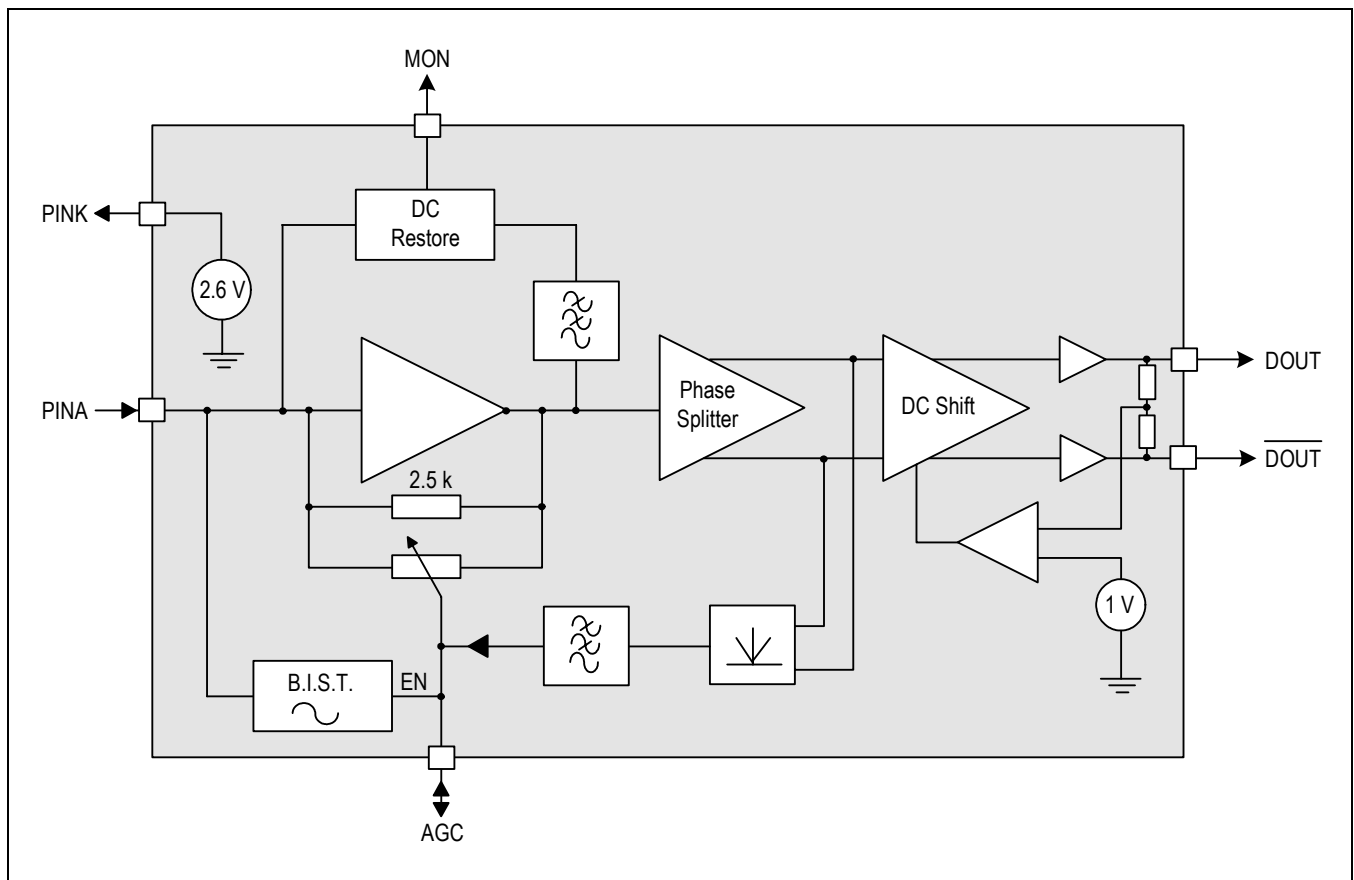 MON
DC
Restore
PINK
2.6 V
PINA
2.5 k
Phase
Splitter
DC Shift
DOUT
DOUT
1 V
B.I.S.T.
EN
AGC